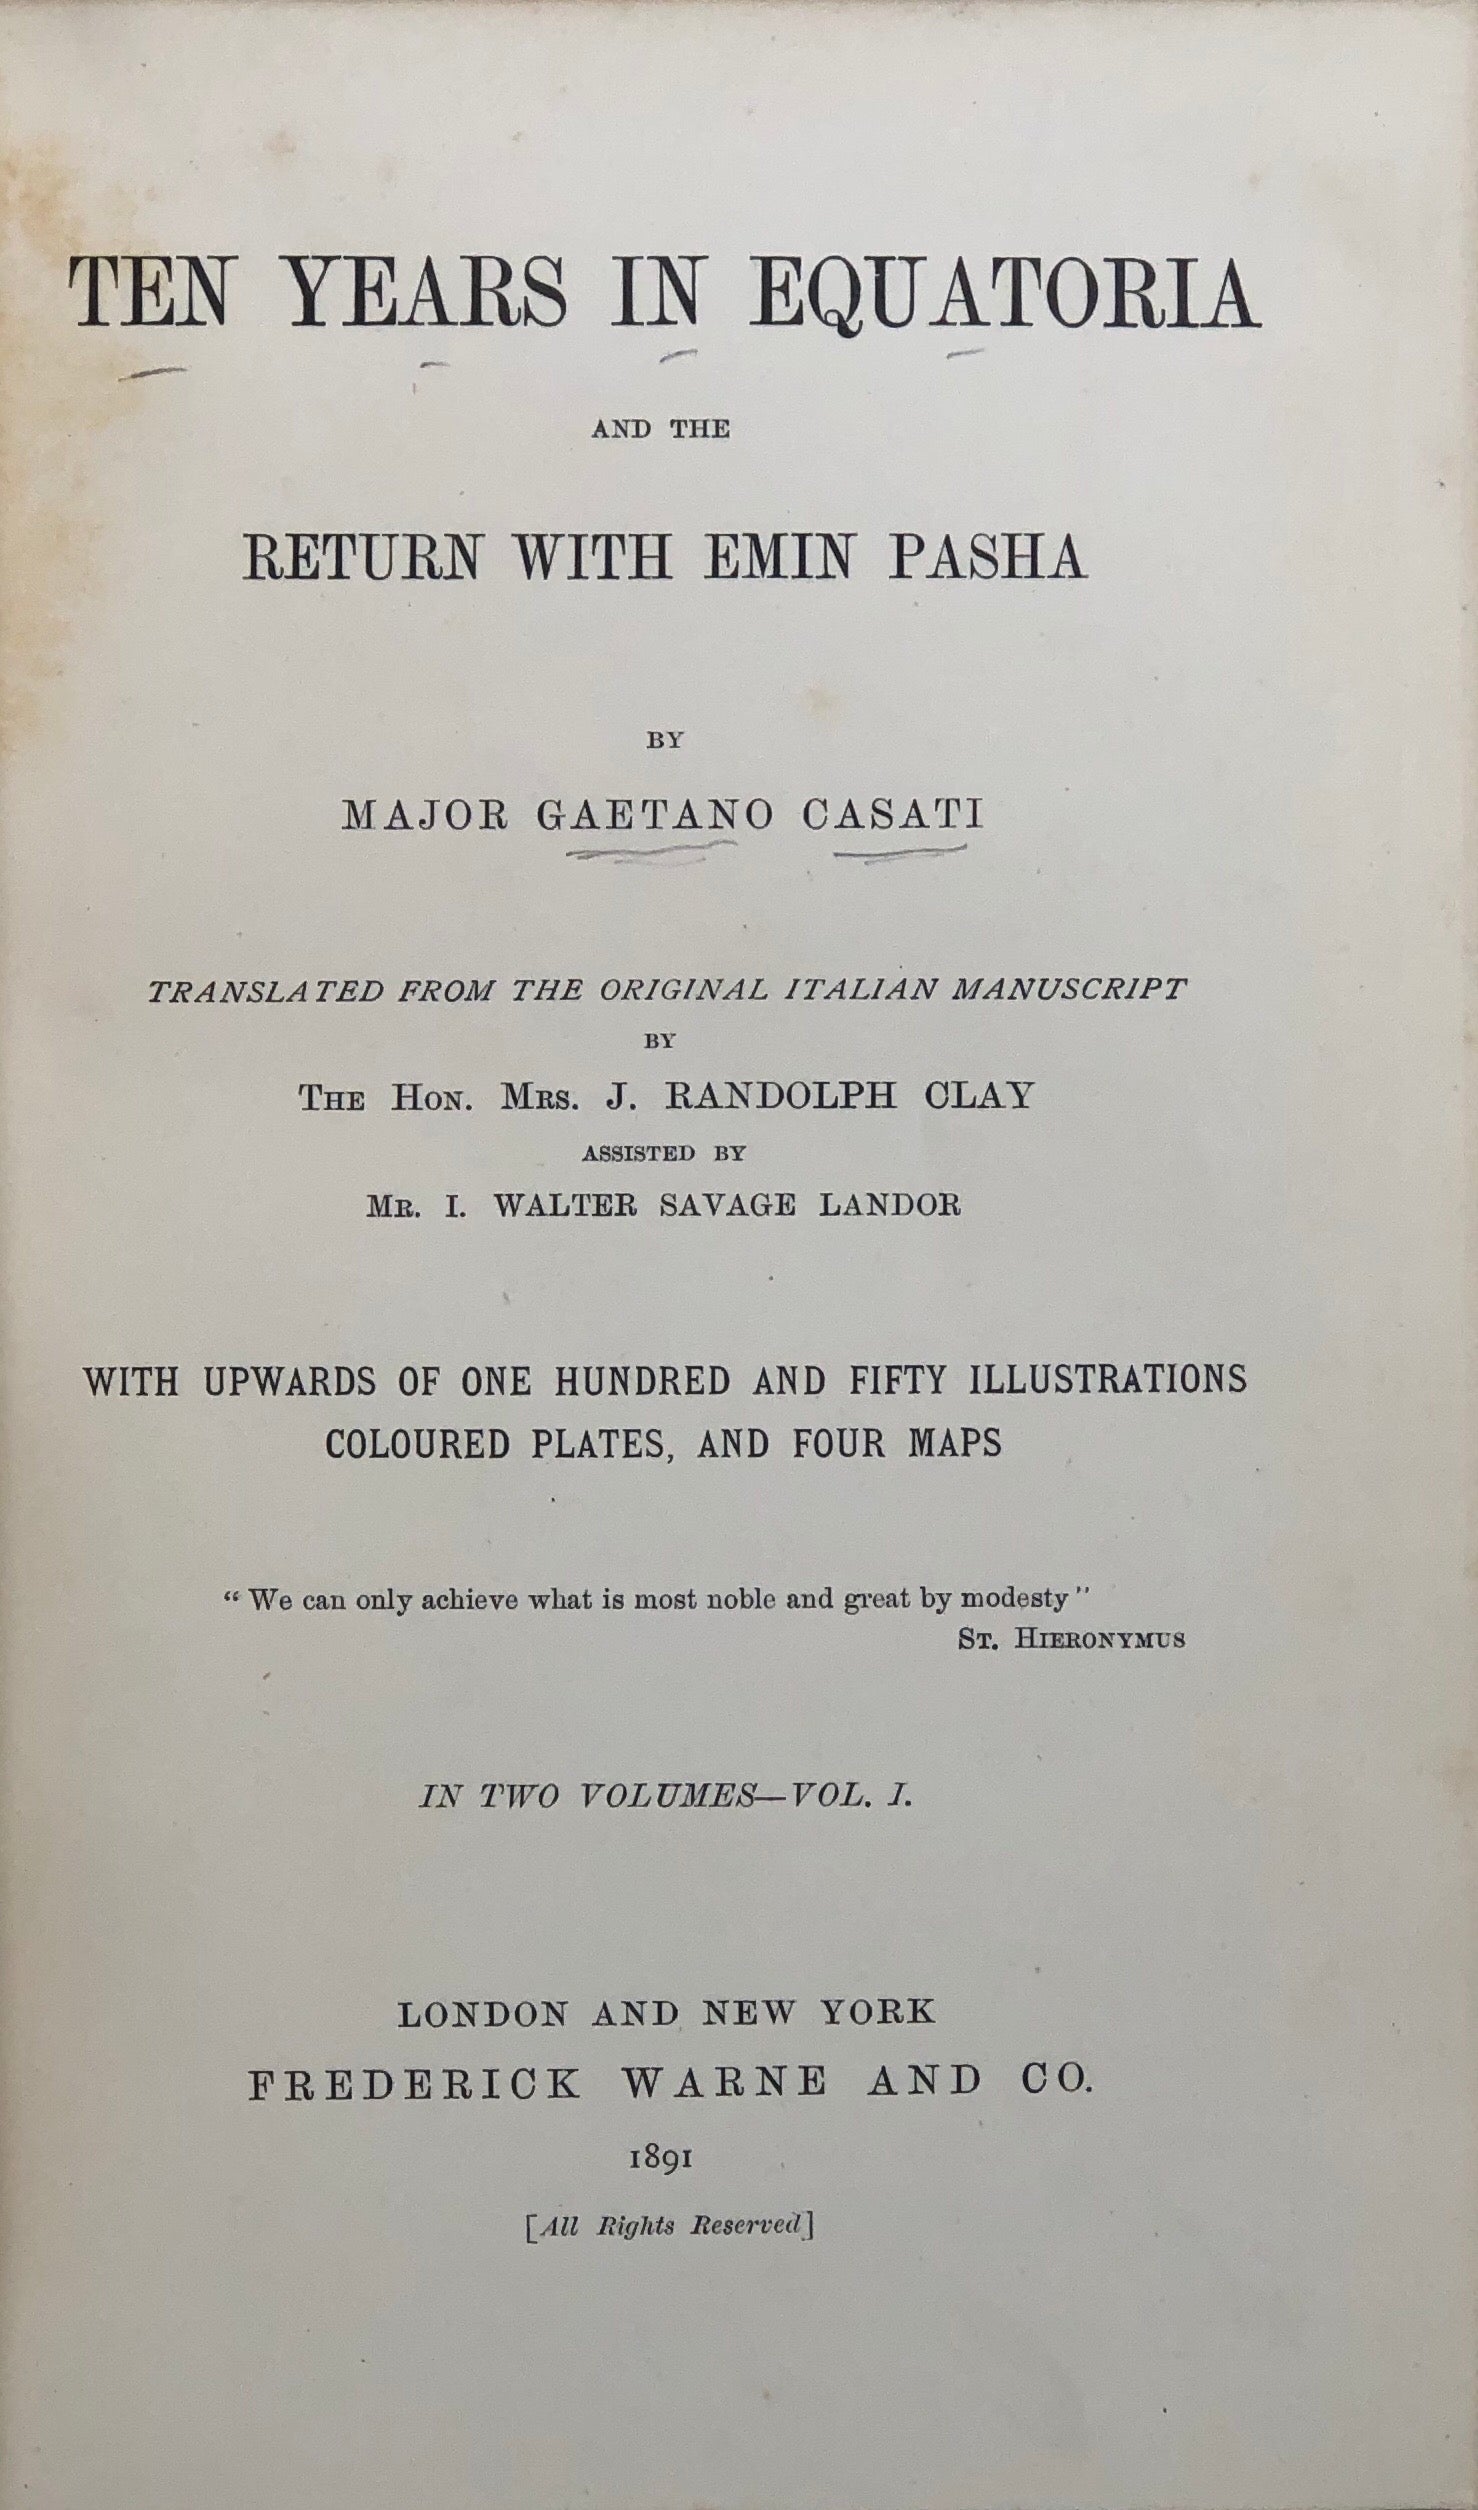 TEN YEARS IN EQUATORIA
AND THE
RETURN WITH EMIN PASHA
BY
MAJOR GAETANO CASATI
TRANSLATED FROM THE ORIGINAL ITALIAN MANUSCRIPT
BY
THE HON. MRS. J. RANDOLPH CLAY
ASSISTED BY
MR. I. WALTER SAVAGE LANDOR
WITH UPWARDS OF ONE HUNDRED AND FIFTY ILLUSTRATIONS
COLOURED PLATES, AND FOUR MAPS
“We can only achieve what is most noble and great by modesty”
ST. HIERONYMUS
IN TWO VOLUMES—VOL. I.
LONDON AND NEW YORK
FREDERICK WARNE AND CO.
1891
[All Rights Reserved]